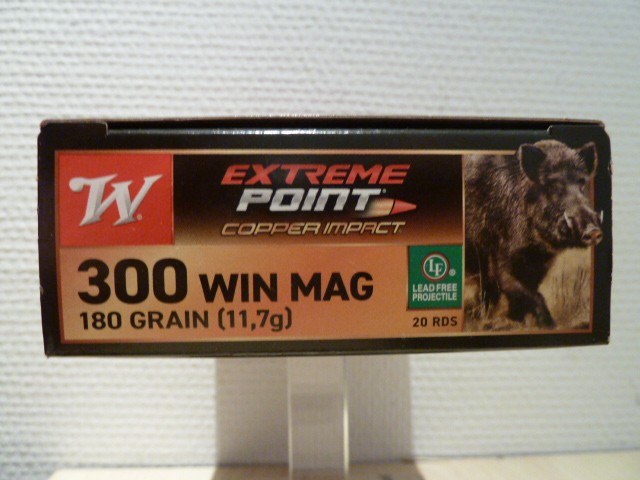 W
EXTREME
POINT
COPPER IMPACT
300 WIN MAG
180 GRAIN (11,7g)
LF
LEAD FREE
PROJECTILE
20 RDS